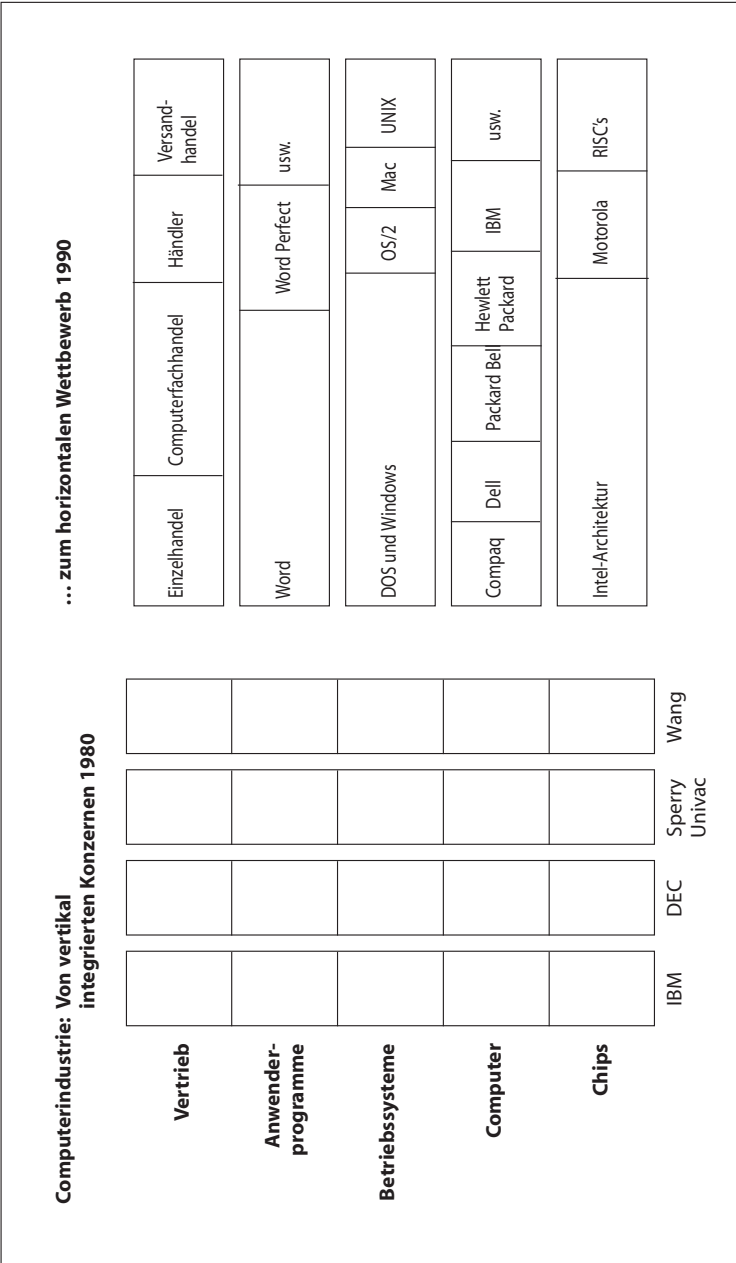 Computerindustrie: Von vertikal
integrierten Konzernen 1980
... zum horizontalen Wettbewerb 1990
Vertrieb
Einzelhandel
Computerfachhandel
Händler
Versand-
handel
Anwender-
programme
Word
Word Perfect
usw.
Betriebssysteme
DOS und Windows
OS/2
Mac
UNIX
Computer
Compaq
Dell
Packard Bell
Hewlett
Packard
IBM
usw.
Chips
Intel-Architektur
Motorola
RISC's
IBM
DEC
Sperry
Univac
Wang